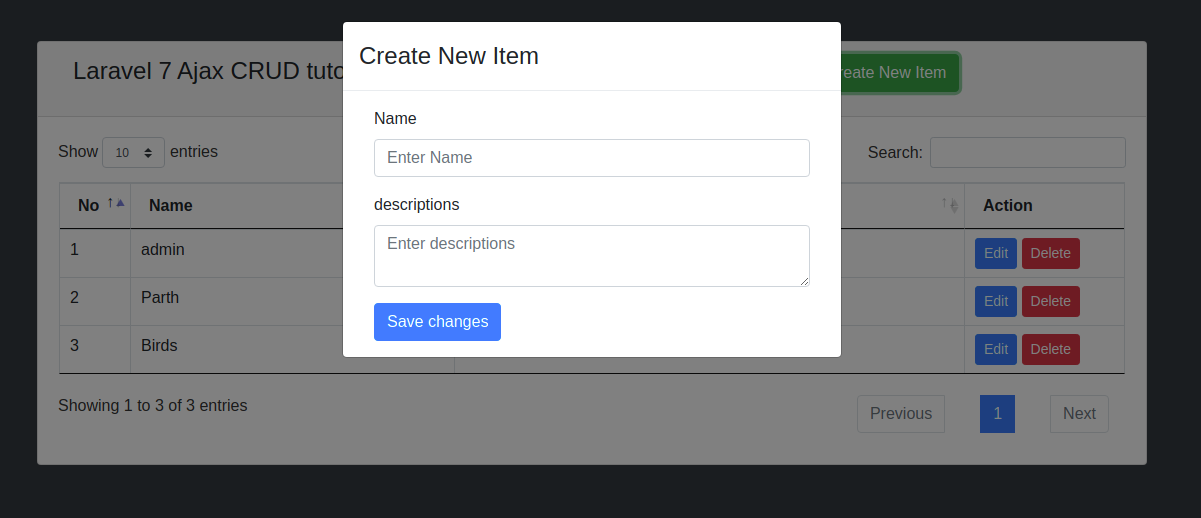 Create New Item
Laravel 7 Ajax CRUD
Create New Item
Name
Enter Name
descriptions
Enter descriptions
Save changes
Show 10 entries
Search:
No Name Action
1 admin Edit Delete
2 Parth Edit Delete
3 Birds Edit Delete
Showing 1 to 3 of 3 entries
Previous 1 Next